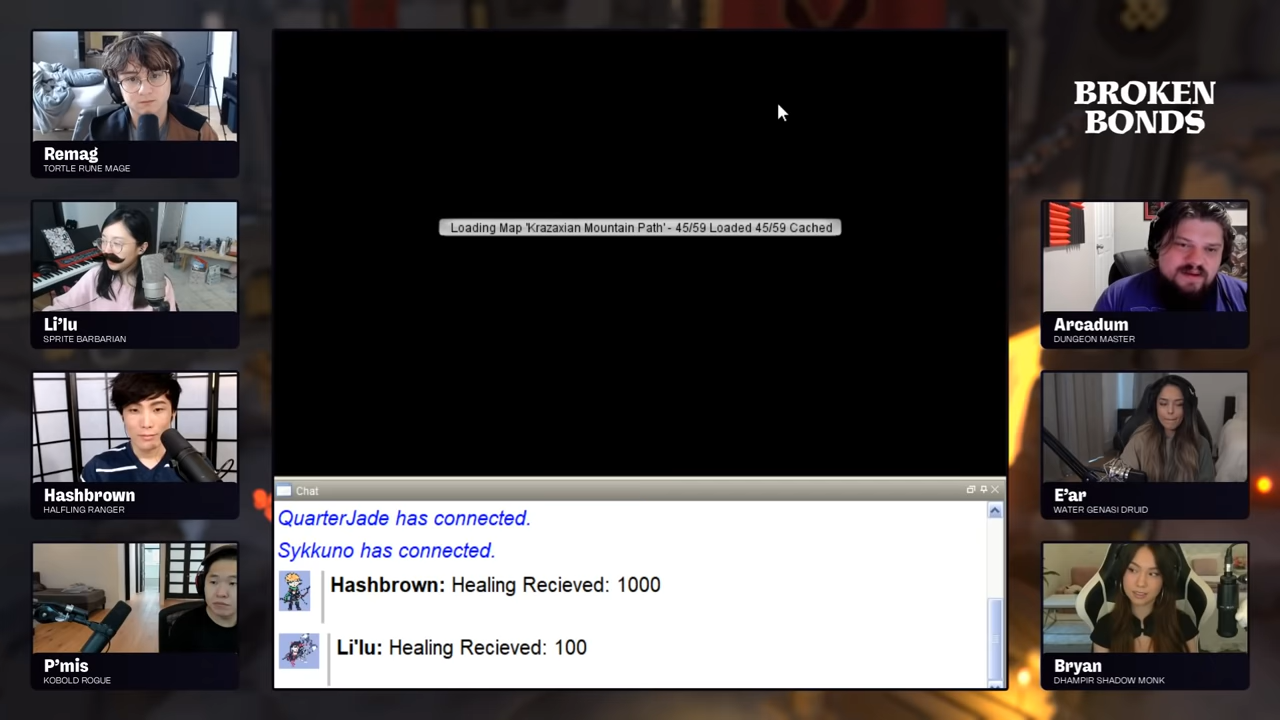 Remag
TORTLE RUNE MAGE
Li'lu
SPRITE BARBARIAN
Hashbrown
HALFLING RANGER
P'mis
KOBOLD ROGUE
Loading Map 'Krazaxian Mountain Path' - 45/59 Loaded 45/59 Cached
Chat
QuarterJade has connected.
Sykkuno has connected.
Hashbrown: Healing Recieved: 1000
Li'lu: Healing Recieved: 100
BROKEN
BONDS
Arcadum
DUNGEON MASTER
E'ar
WATER GENASI DRUID
Bryan
DHAMPIR SHADOW MONK